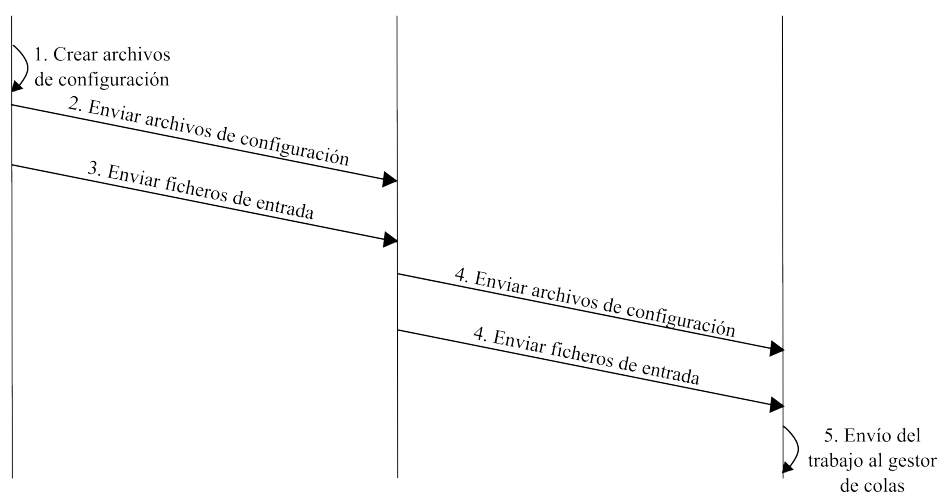 1. Crear archivos
de configuración
2. Enviar archivos de configuración
3. Enviar ficheros de entrada
4. Enviar archivos de configuración
4. Enviar ficheros de entrada
5. Envío del
trabajo al gestor
de colas